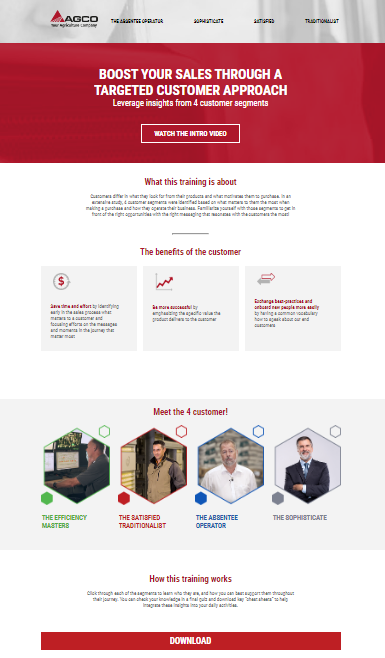 AGCO
Your Agriculture Company
THE ABSENTEE OPERATOR
SOPHISTICATE
SATISFIED
TRADITIONALIST
BOOST YOUR SALES THROUGH A
TARGETED CUSTOMER APPROACH
Leverage insights from 4 customer segments
WATCH THE INTRO VIDEO
What this training is about
Customers differ in what they look for from their products and what motivates them to purchase. In an
extensive study, 4 customer segments were identified based on what matters to them the most when
making a purchase and how they operate their business. Familiarize yourself with those segments to get in
front of the right opportunities with the right messaging that resonates with the customers the most!
The benefits of the customer
Save time and effort by identifying
early in the sales process what
matters to a customer and
focusing efforts on the messages
and moments in the journey that
matter most
Be more successful by
emphasizing the specific value the
product delivers to the customer
Exchange best-practices and
onboard new people more easily
by having a common vocabulary
how to speak about our end
customers
Meet the 4 customer!
THE EFFICIENCY
MASTERS
THE SATISFIED
TRADITIONALIST
THE ABSENTEE
OPERATOR
THE SOPHISTICATE
How this training works
Click through each of the segments to learn who they are, and how you can best support them throughout
their journey. You can check your knowledge in a final quiz and download key "cheat sheets" to help
integrate these insights into your daily activities.
DOWNLOAD